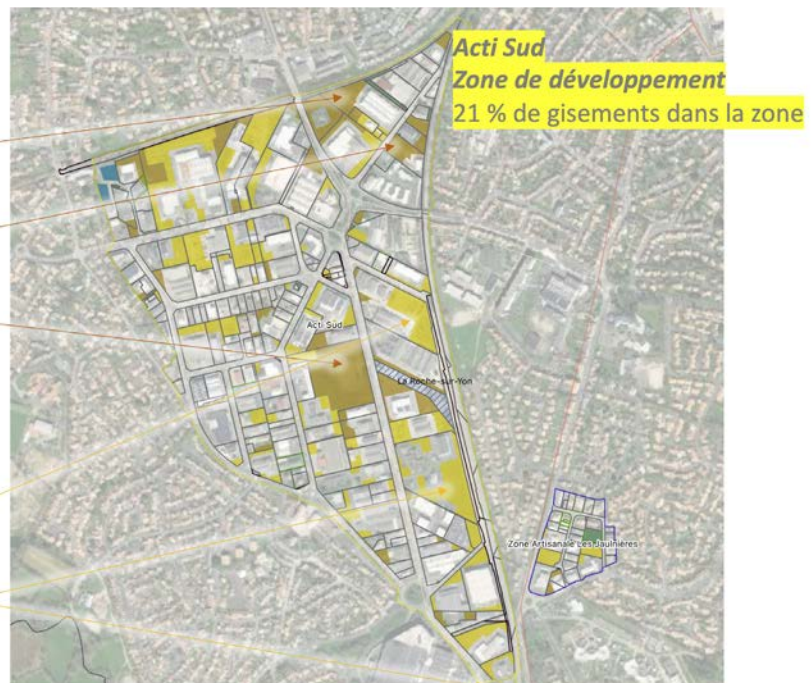 Acti Sud
Zone de développement
21 % de gisements dans la zone
Acti Sud
La Roche-sur-Yon
Zone Artisanale Les Jaulnières